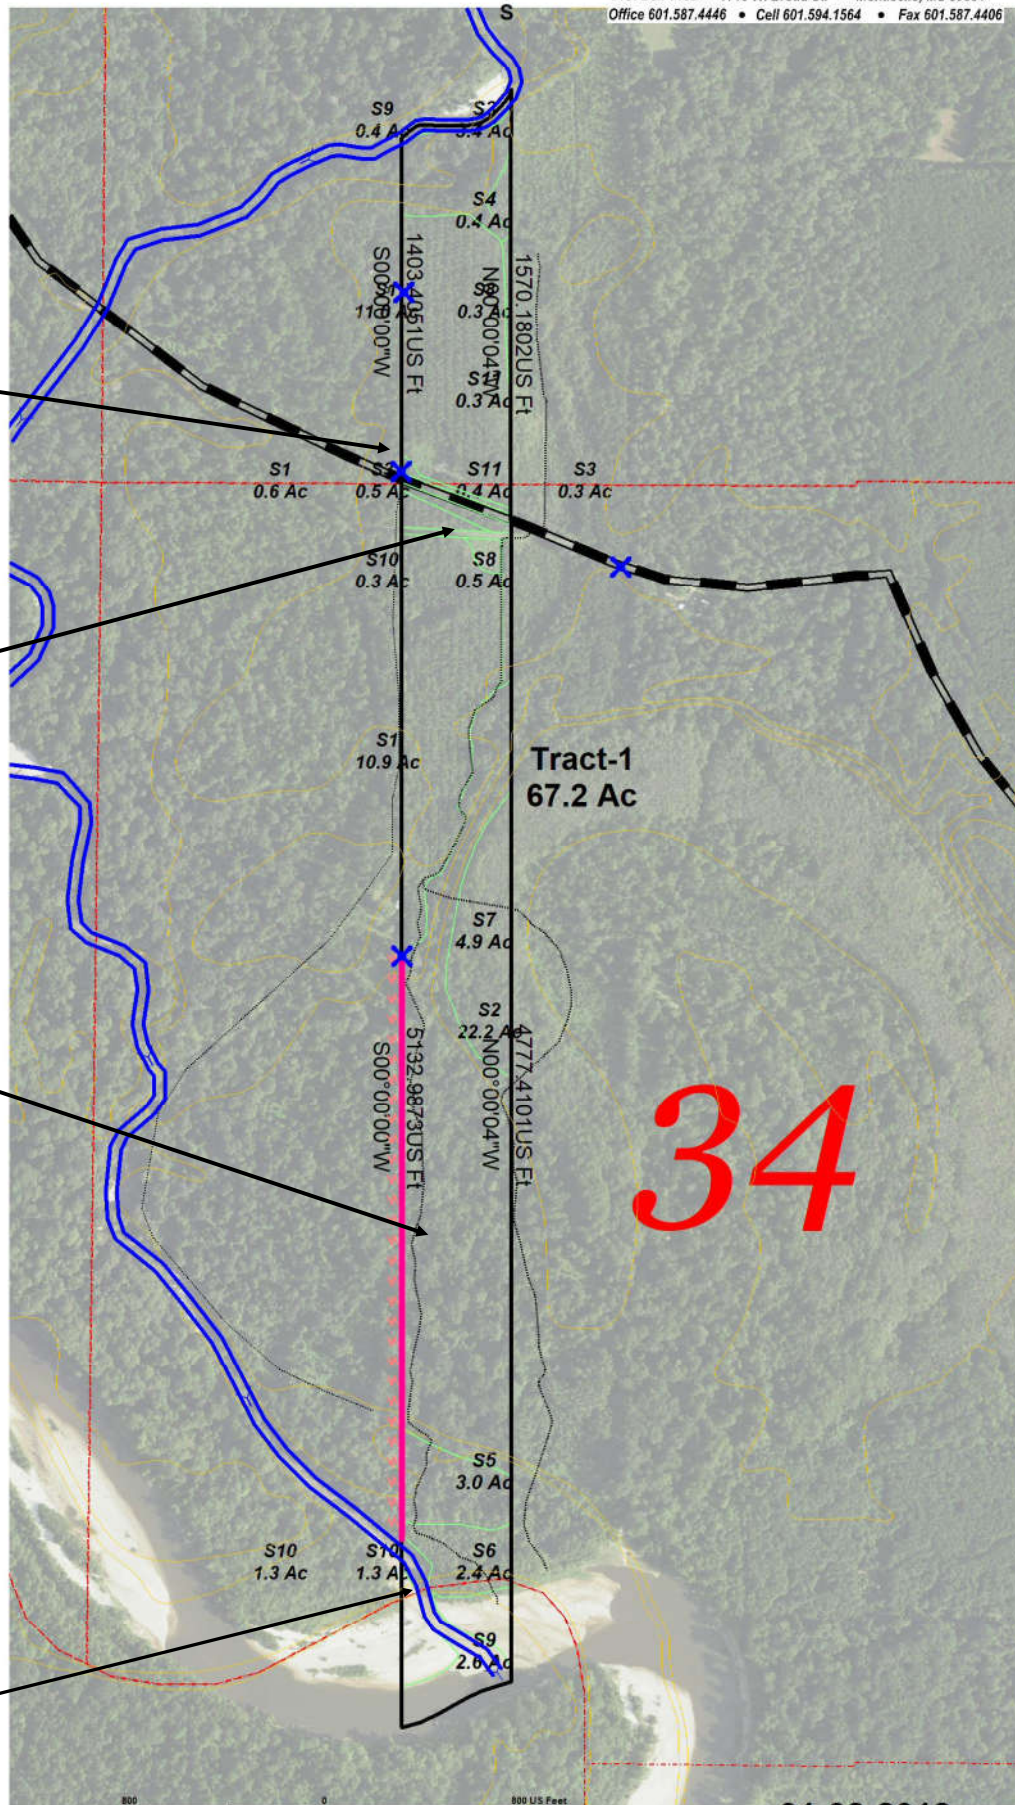 S
Office 601.587.4446 • Cell 601.594.1564 • Fax 601.587.4406
S9
0.4 Ac
3.4 Ac
S4
0.4 Ac
1403.4051US Ft
S00°00'00"W
1570.1802US Ft
N00°00'04"W
0.3 Ac
0.3 Ac
S1
0.6 Ac
0.5 Ac
S11
0.4 Ac
S3
0.3 Ac
S10
0.3 Ac
S8
0.5 Ac
S1
10.9 Ac
Tract-1
67.2 Ac
S7
4.9 Ac
S2
22.2 Ac
5132.9873US Ft
S00°00'00"W
4777.4101US Ft
N00°00'04"W
34
S5
3.0 Ac
S10
1.3 Ac
S10
1.3 Ac
S6
2.4 Ac
S9
2.6 Ac
800
0
800 US Feet